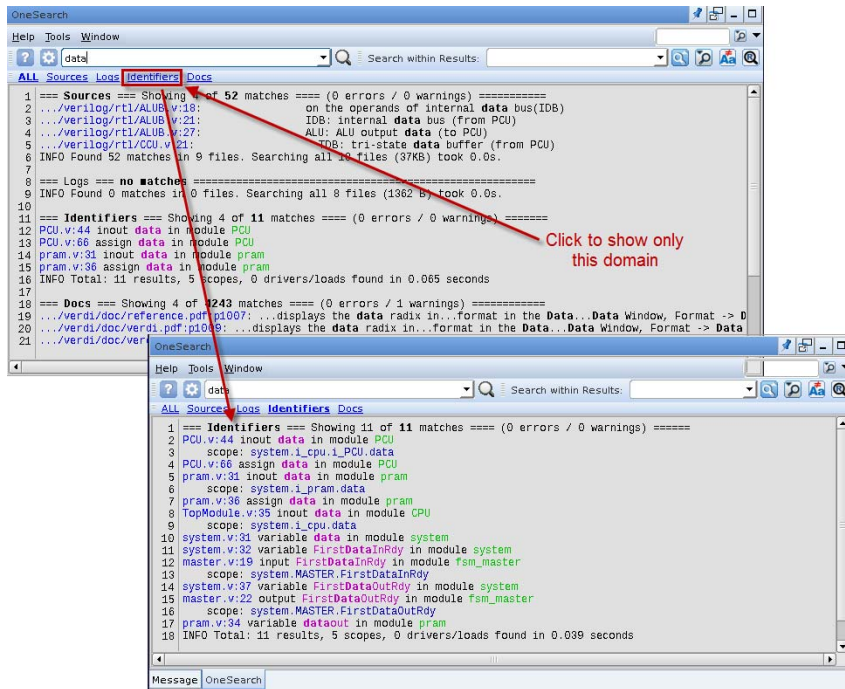 OneSearch
Help Tools Window
data
Search within Results:
ALL Sources Logs Identifiers Docs
1 === Sources === Showing 4 of 52 matches ==== (0 errors / 0 warnings) ===========
2 .../verilog/rtl/ALUB.v:18: on the operands of internal data bus(IDB)
3 .../verilog/rtl/ALUB.v:21: IDB: internal data bus (from PCU)
4 .../verilog/rtl/ALUB.v:27: ALU: ALU output data (to PCU)
5 .../verilog/rtl/CCU.v:21: IDB: tri-state data buffer (from PCU)
6 INFO Found 52 matches in 9 files. Searching all files (37KB) took 0.0s.
7
8 === Logs === no matches ====================================================
9 INFO Found 0 matches in 0 files. Searching all 8 files (1362 B) took 0.0s.
10
11 === Identifiers === Showing 4 of 11 matches ==== (0 errors / 0 warnings) =======
12 PCU.v:44 inout data in module PCU
13 PCU.v:66 assign data in module PCU
14 pram.v:31 inout data in module pram
15 pram.v:36 assign data in module pram
16 INFO Total: 11 results, 5 scopes, 0 drivers/loads found in 0.065 seconds
17
18 === Docs === Showing 4 of 4243 matches ==== (0 errors / 1 warnings) ============
19 .../verdi/doc/reference.pdf:p1007: ...displays the data radix in...format in the Data...Data Window, Format -> D
20 .../verdi/doc/verdi.pdf:p1009: ...displays the data radix in...format in the Data...Data Window, Format -> Data
21 .../verdi/doc/ver
Click to show only
this domain
OneSearch
Help Tools Window
data
Search within Results:
ALL Sources Logs Identifiers Docs
1 === Identifiers === Showing 11 of 11 matches ==== (0 errors / 0 warnings) ======
2 PCU.v:44 inout data in module PCU
3 scope: system.i_cpu.i_PCU.data
4 PCU.v:66 assign data in module PCU
5 pram.v:31 inout data in module pram
6 scope: system.i_pram.data
7 pram.v:36 assign data in module pram
8 TopModule.v:35 inout data in module CPU
9 scope: system.i_cpu.data
10 system.v:31 variable data in module system
11 system.v:32 variable FirstDataInRdy in module system
12 master.v:19 input FirstDataInRdy in module fsm_master
13 scope: system.MASTER.FirstDataInRdy
14 system.v:37 variable FirstDataOutRdy in module system
15 master.v:22 output FirstDataOutRdy in module fsm_master
16 scope: system.MASTER.FirstDataOutRdy
17 pram.v:34 variable dataout in module pram
18 INFO Total: 11 results, 5 scopes, 0 drivers/loads found in 0.039 seconds
Message OneSearch